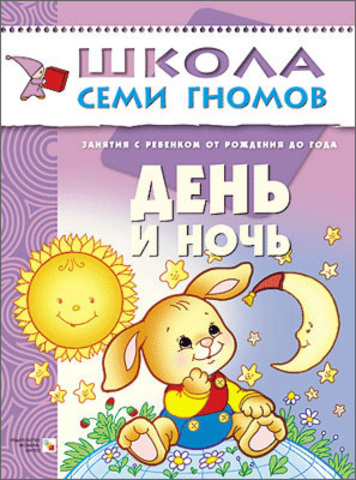 ШКОЛА
СЕМИ ГНОМОВ
ЗАНЯТИЯ С РЕБЕНКОМ ОТ РОЖДЕНИЯ ДО ГОДА
ДЕНЬ
И НОЧЬ